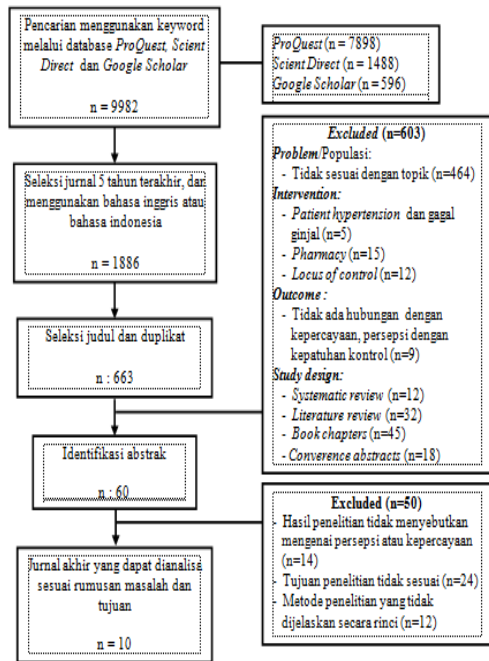 Pencarian menggunakan keyword
melalui database ProQuest, Scient
Direct dan Google Scholar
n = 9982
ProQuest (n = 7898)
Scient Direct (n = 1488)
Google Scholar (n = 596)
Seleksi jurnal 5 tahun terakhir, dan
menggunakan bahasa inggris atau
bahasa indonesia
n = 1886
Excluded (n=603)
Problem/Populasi:
- Tidak sesuai dengan topik (n=464)
Intervention:
- Patient hypertension dan gagal
ginjal (n=5)
- Pharmacy (n=15)
- Locus of control (n=12)
Outcome :
- Tidak ada hubungan dengan
kepercayaan, persepsi dengan
kepatuhan kontrol (n=9)
Study design:
- Systematic review (n=12)
- Literature review (n=32)
- Book chapters (n=45)
- Converence abstracts (n=18)
Seleksi judul dan duplikat
n : 663
Identifikasi abstrak
n : 60
Excluded (n=50)
- Hasil penelitian tidak menyebutkan
mengenai persepsi atau kepercayaan
(n=14)
- Tujuan penelitian tidak sesuai (n=24)
- Metode penelitian yang tidak
dijelaskan secara rinci (n=12)
Jurnal akhir yang dapat dianalisa
sesuai rumusan masalah dan
tujuan
n = 10